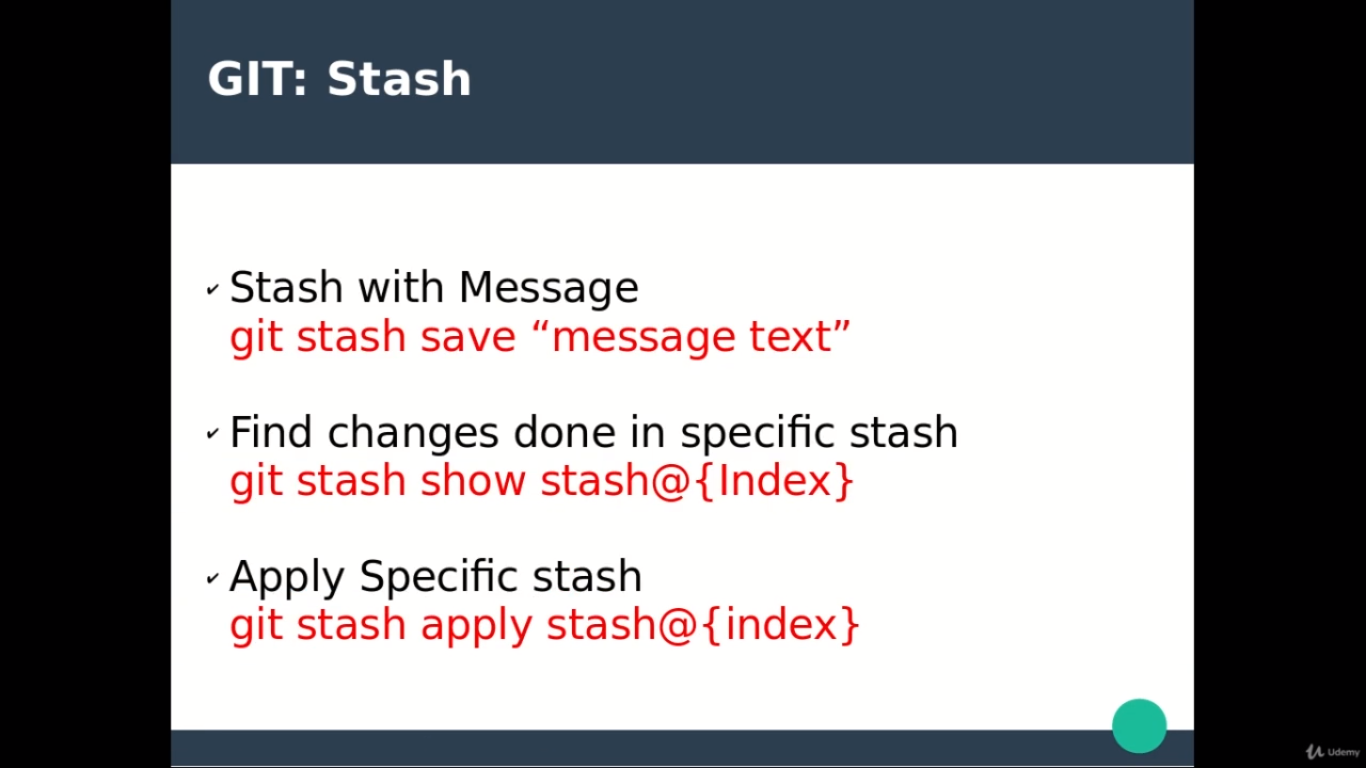 GIT: Stash
✔ Stash with Message
git stash save “message text”
✔ Find changes done in specific stash
git stash show stash@{Index}
✔ Apply Specific stash
git stash apply stash@{index}
Udemy